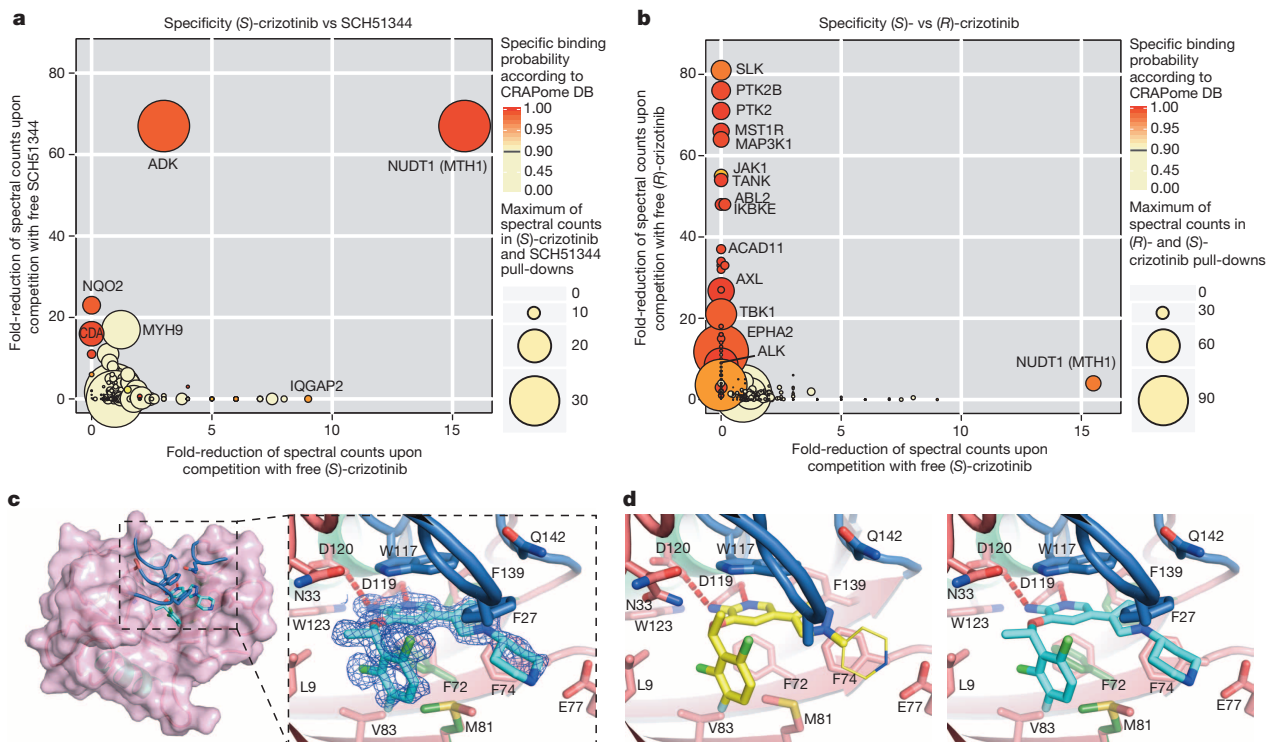 a
Specificity (S)-crizotinib vs SCH51344
Fold-reduction of spectral counts upon
competition with free SCH51344
80
60
40
20
0
ADK
NUDT1 (MTH1)
NQO2
CDA
MYH9
IQGAP2
0
5
10
15
Fold-reduction of spectral counts upon
competition with free (S)-crizotinib
Specific binding
probability
according to
CRAPome DB
1.00
0.95
0.90
0.45
0.00
Maximum of
spectral counts
in (S)-crizotinib
and SCH51344
pull-downs
0
10
20
30
b
Specificity (S)- vs (R)-crizotinib
Fold-reduction of spectral counts upon
competition with free (R)-crizotinib
80
60
40
20
0
SLK
PTK2B
PTK2
MST1R
MAP3K1
JAK1
TANK
ABL2
IKBKE
ACAD11
AXL
TBK1
EPHA2
ALK
NUDT1 (MTH1)
0
5
10
15
Fold-reduction of spectral counts upon
competition with free (S)-crizotinib
Specific binding
probability
according to
CRAPome DB
1.00
0.95
0.90
0.45
0.00
Maximum of
spectral counts in
(R)- and (S)-
crizotinib pull-downs
0
30
60
90
c
D120
W117
Q142
N33
D119
F139
W123
F27
L9
F72
F74
E77
V83
M81
d
D120
W117
Q142
N33
D119
F139
W123
L9
F72
F74
E77
V83
M81
D120
W117
Q142
N33
D119
F139
W123
F27
L9
F72
F74
E77
V83
M81